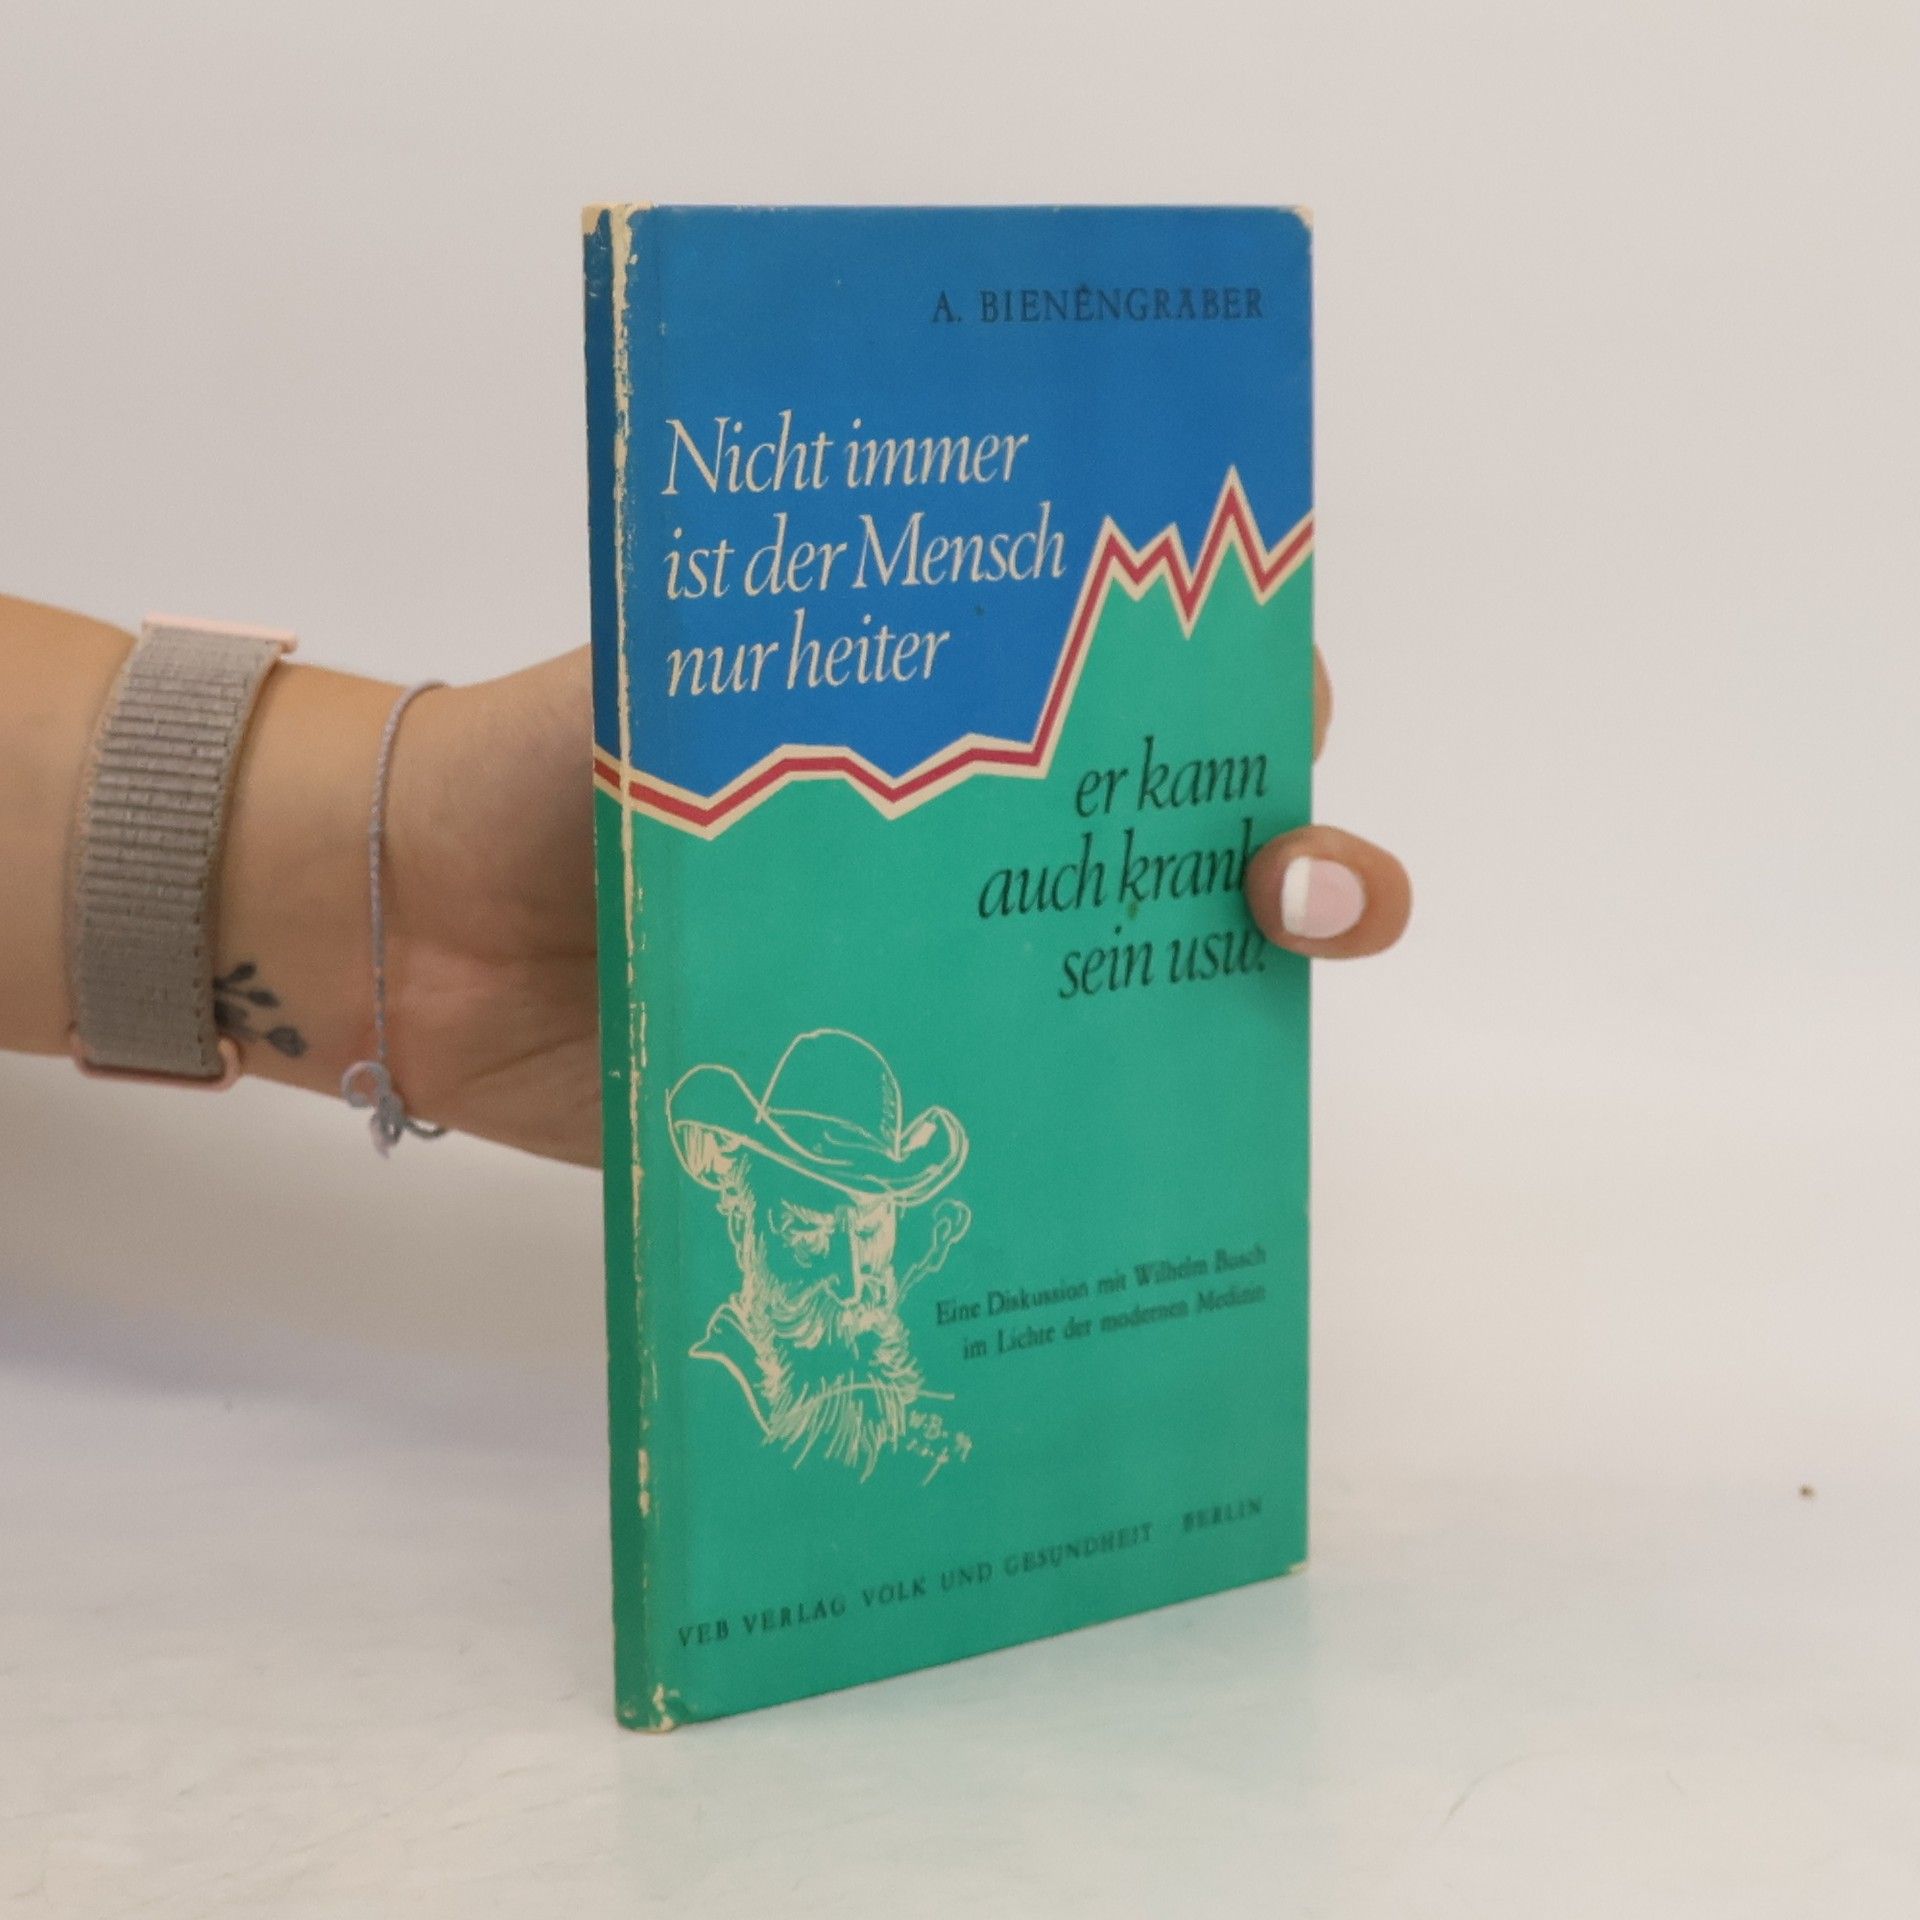 A. BIENENGRÄBER
Nicht immer
ist der Mensch
nur heiter
er kann
auch krank
sein usw.
Eine Diskussion mit Wilhelm Busch
im Lichte der modernen Medizin
W. B.
VEB VERLAG VOLK UND GESUNDHEIT · BERLIN